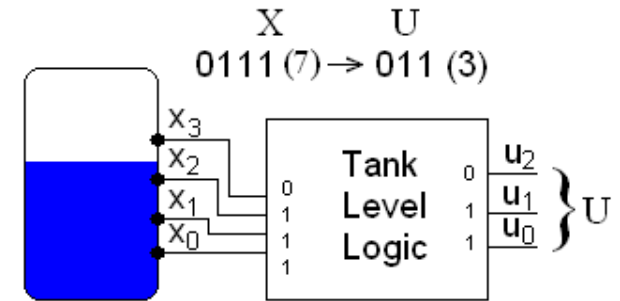 X U
0111 (7) → 011 (3)
x3
x2
x1
x0
0
1
1
1
Tank
Level
Logic
0
1
1
u2
u1
u0
U